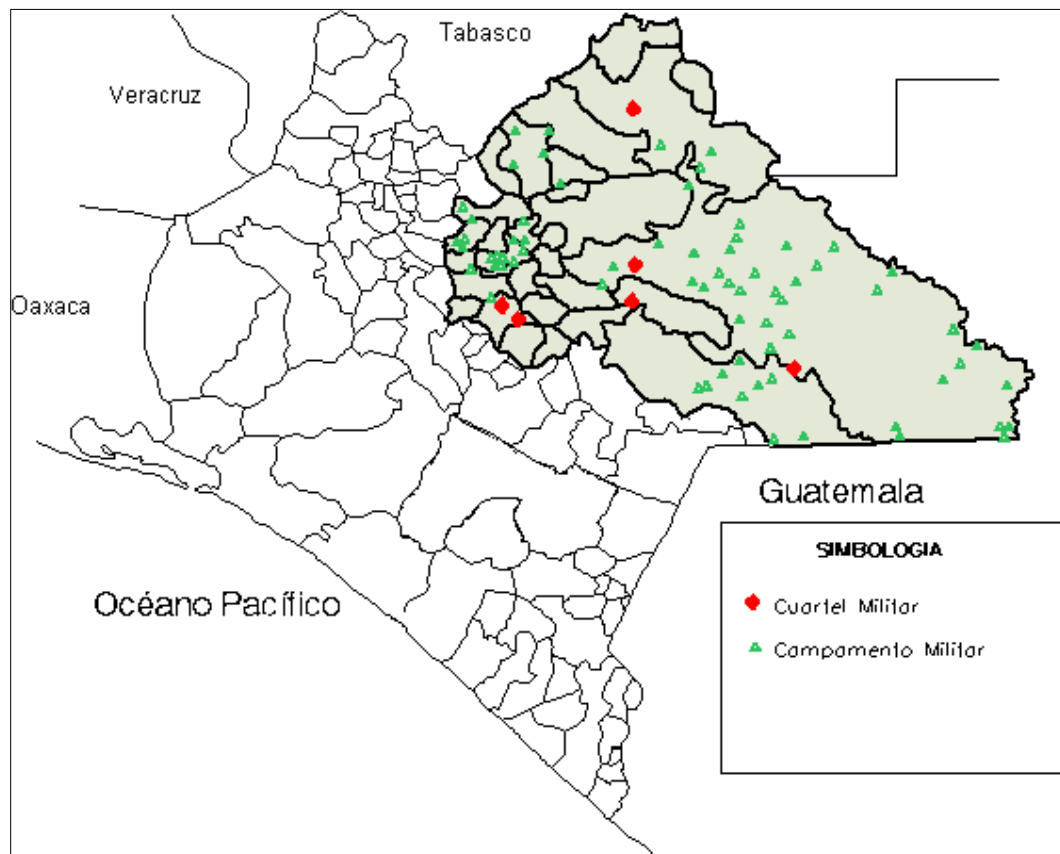 Tabasco
Veracruz
Oaxaca
Guatemala
Océano Pacífico
SIMBOLOGIA
Cuartel Militar
Campamento Militar